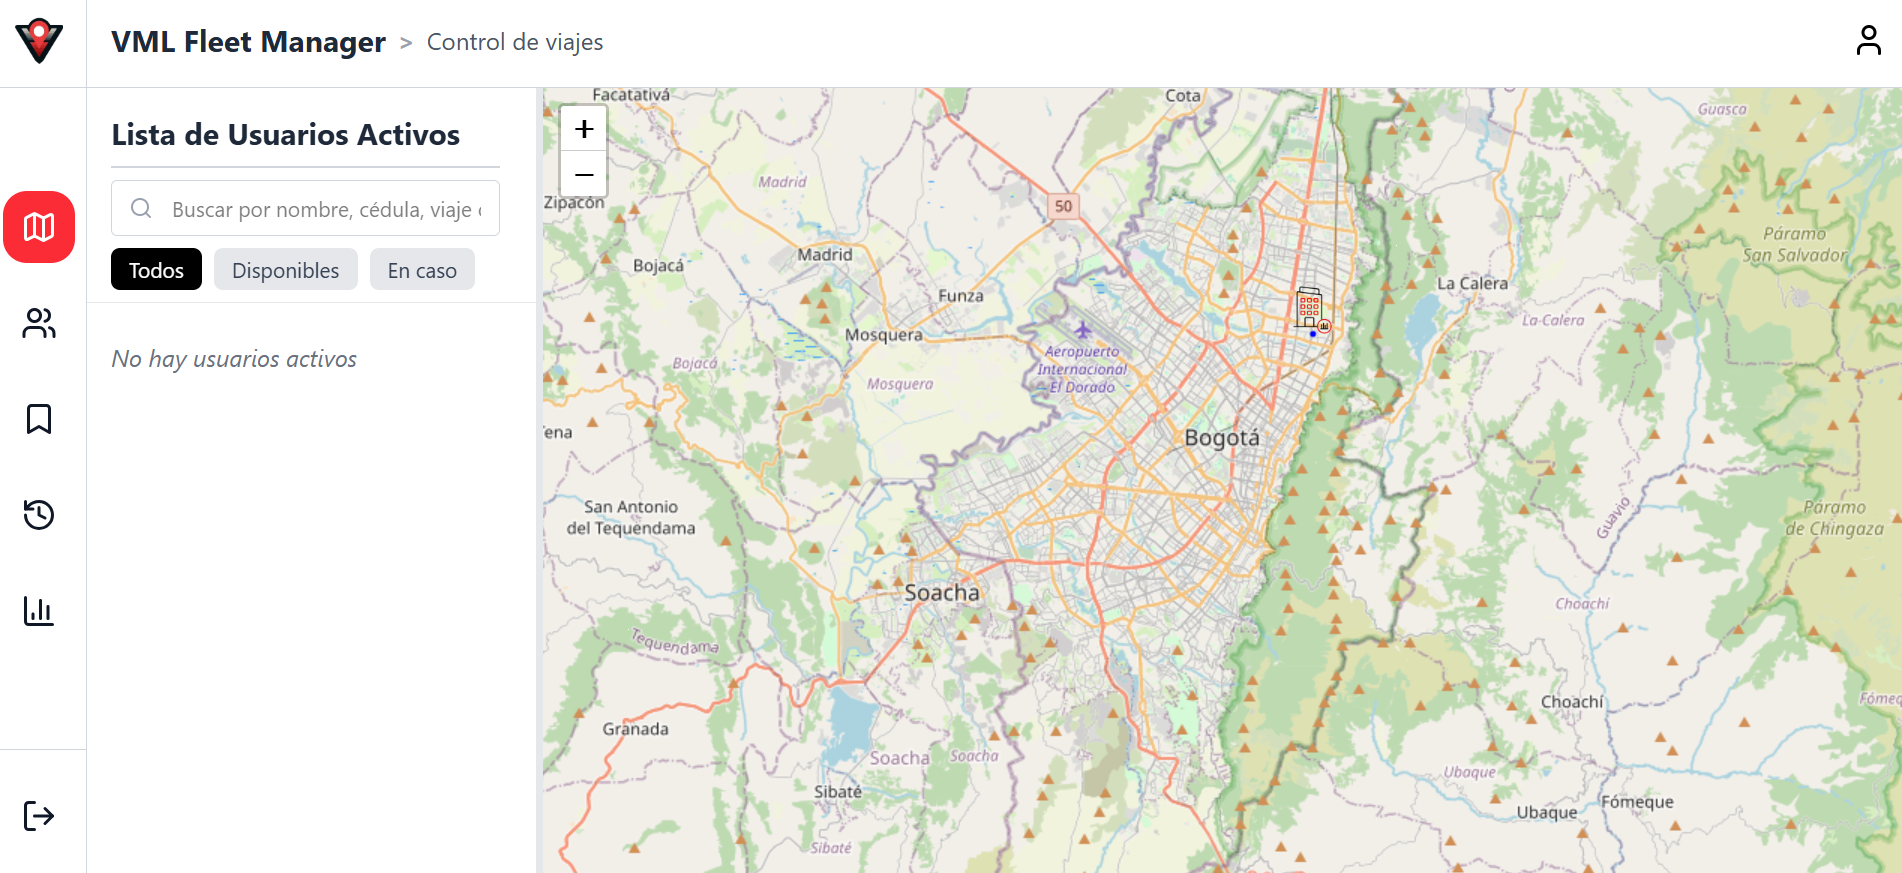 VML Fleet Manager > Control de viajes
Lista de Usuarios Activos
Buscar por nombre, cédula, viaje
Todos
Disponibles
En caso
No hay usuarios activos
+
−
Facatativá
Cota
Guasca
Madrid
Zipacón
50
Páramo
San Salvador
Madrid
Bojacá
La Calera
Funza
La Calera
Mosquera
Aeropuerto
Internacional
El Dorado
Bojacá
Mosquera
ena
Bogotá
San Antonio
del Tequendama
Guavio
Páramo
de Chingaza
Soacha
Choachí
Tequendama
Choachí
Fómeq
Granada
Soacha
Soacha
Ubaque
Sibaté
Fómeque
Ubaque
Sibaté